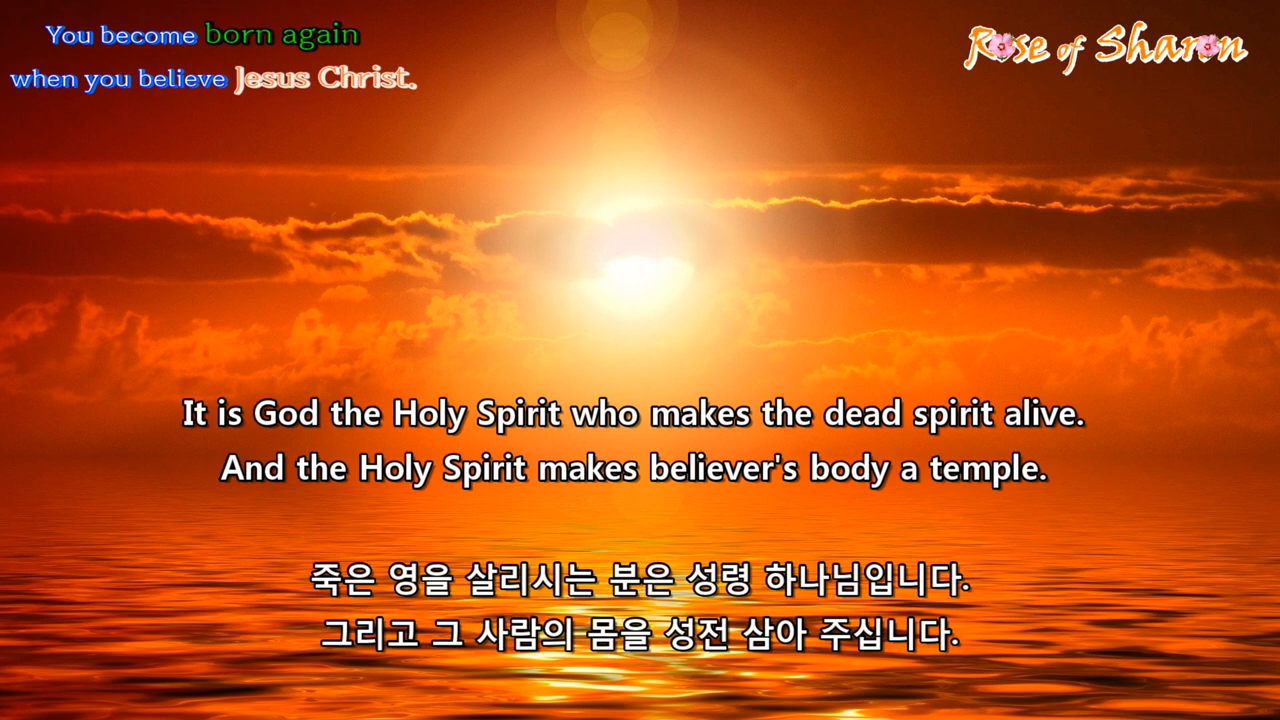 You become born again
when you believe Jesus Christ.
Rose of Sharon
It is God the Holy Spirit who makes the dead spirit alive.
And the Holy Spirit makes believer's body a temple.
죽은 영을 살리시는 분은 성령 하나님입니다.
그리고 그 사람의 몸을 성전 삼아 주십니다.